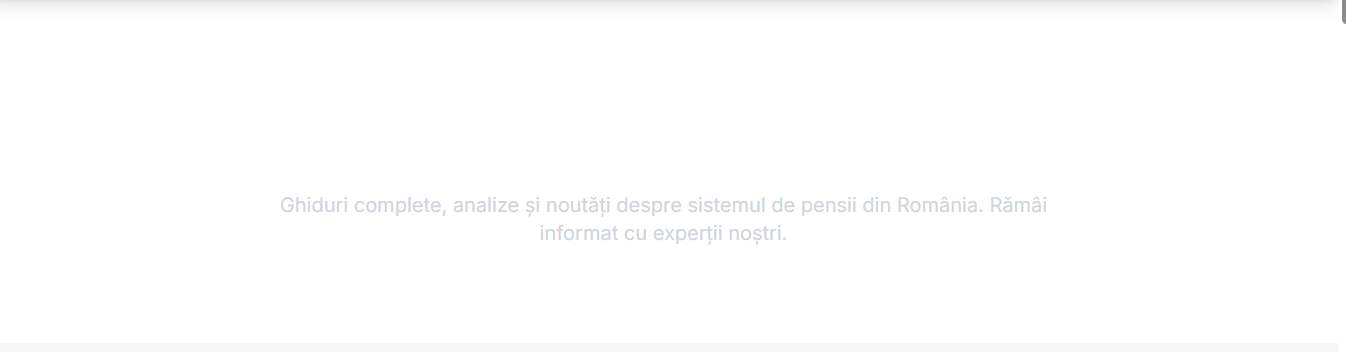 Ghiduri complete, analize și noutăți despre sistemul de pensii din România. Rămâi
informat cu experții noștri.